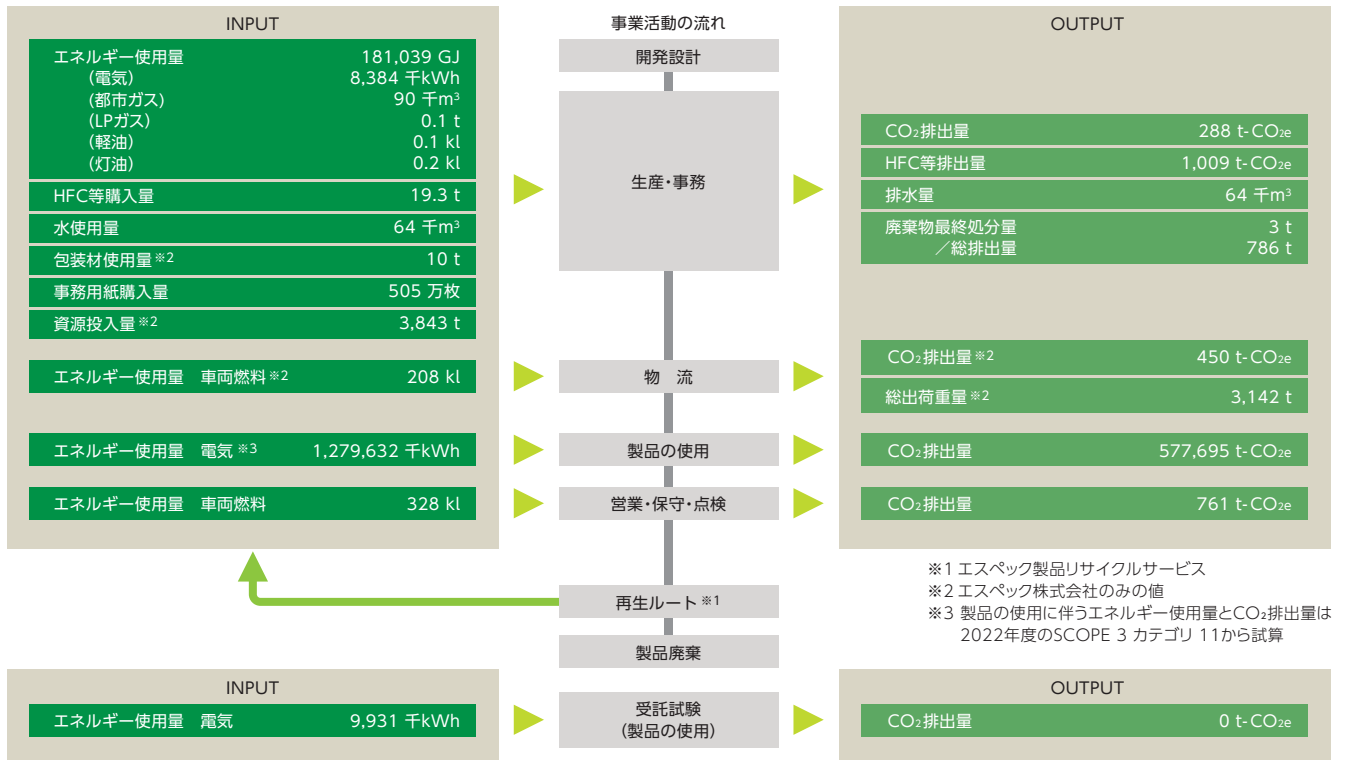 INPUT
エネルギー使用量 181,039 GJ
(電気) 8,384 千kWh
(都市ガス) 90 千m³
(LPガス) 0.1 t
(軽油) 0.1 kl
(灯油) 0.2 kl
HFC等購入量 19.3 t
水使用量 64 千m³
包装材使用量※2 10 t
事務用紙購入量 505 万枚
資源投入量※2 3,843 t
エネルギー使用量 車両燃料※2 208 kl
エネルギー使用量 電気※3 1,279,632 千kWh
エネルギー使用量 車両燃料 328 kl
事業活動の流れ
開発設計
生産・事務
物 流
製品の使用
営業・保守・点検
再生ルート※1
製品廃棄
OUTPUT
CO₂排出量 288 t-CO₂e
HFC等排出量 1,009 t-CO₂e
排水量 64 千m³
廃棄物最終処分量 3 t
／総排出量 786 t
CO₂排出量※2 450 t-CO₂e
総出荷重量※2 3,142 t
CO₂排出量 577,695 t-CO₂e
CO₂排出量 761 t-CO₂e
※1 エスペック製品リサイクルサービス
※2 エスペック株式会社のみの値
※3 製品の使用に伴うエネルギー使用量とCO₂排出量は
2022年度のSCOPE 3 カテゴリ 11から試算
INPUT
エネルギー使用量 電気 9,931 千kWh
受託試験
(製品の使用)
OUTPUT
CO₂排出量 0 t-CO₂e